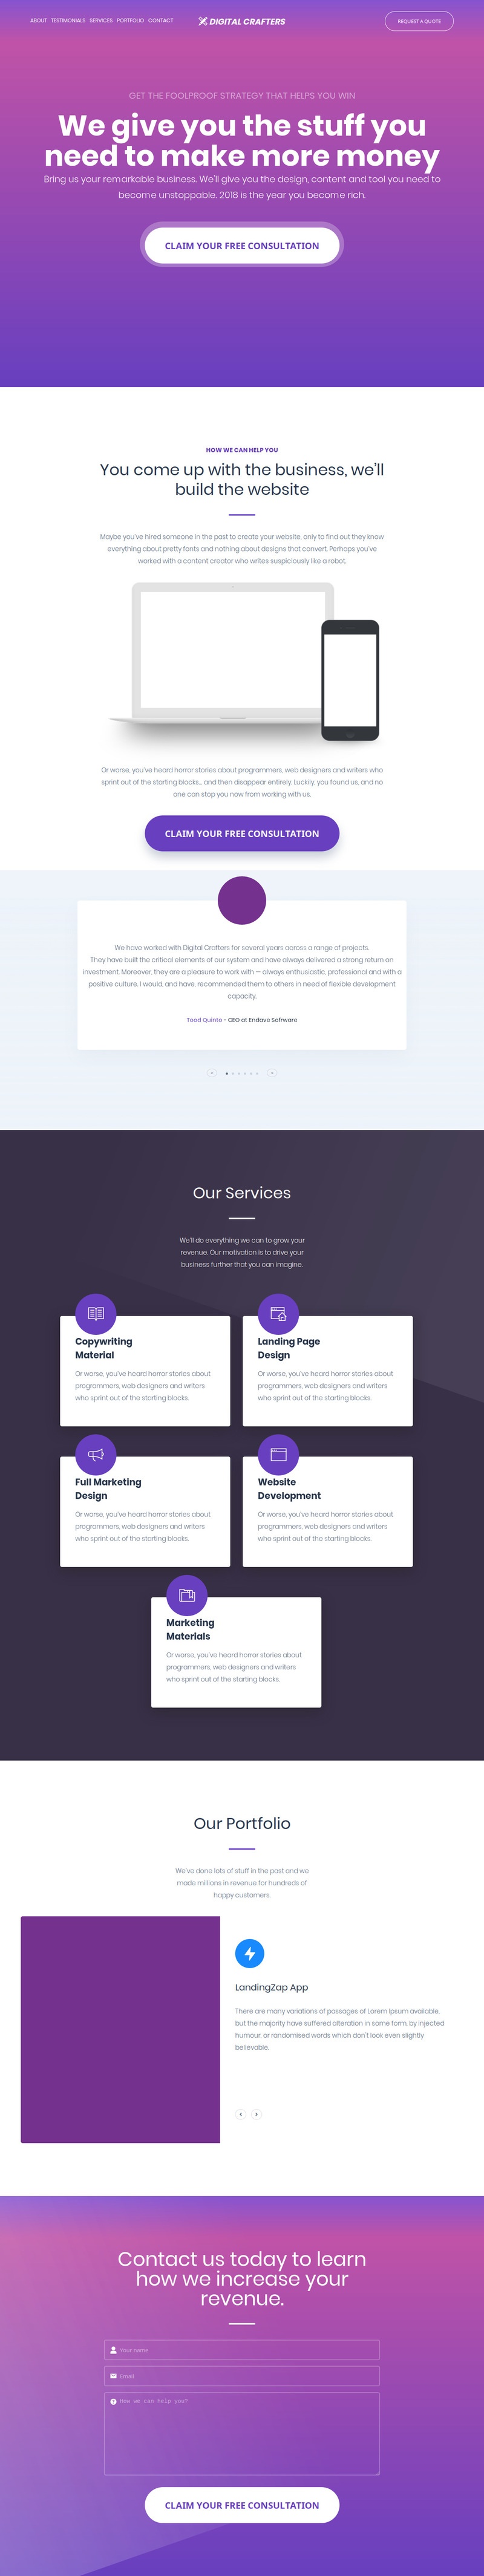 ABOUT TESTIMONIALS SERVICES PORTFOLIO CONTACT
DIGITAL CRAFTERS
REQUEST A QUOTE
GET THE FOOLPROOF STRATEGY THAT HELPS YOU WIN
We give you the stuff you
need to make more money
Bring us your remarkable business. We'll give you the design, content and tool you need to
become unstoppable. 2018 is the year you become rich.
CLAIM YOUR FREE CONSULTATION
HOW WE CAN HELP YOU
You come up with the business, we'll
build the website
Maybe you've hired someone in the past to create your website, only to find out they know
everything about pretty fonts and nothing about designs that convert. Perhaps you've
worked with a content creator who writes suspiciously like a robot.
Or worse, you've heard horror stories about programmers, web designers and writers who
sprint out of the starting blocks... and then disappear entirely. Luckily, you found us, and no
one can stop you now from working with us.
CLAIM YOUR FREE CONSULTATION
We have worked with Digital Crafters for several years across a range of projects.
They have built the critical elements of our system and have always delivered a strong return on
investment. Moreover, they are a pleasure to work with — always enthusiastic, professional and with a
positive culture. I would, and have, recommended them to others in need of flexible development
capacity.
Todd Quinte - CEO at Endave Sofrware
Our Services
We'll do everything we can to grow your
revenue. Our motivation is to drive your
business further that you can imagine.
Copywriting
Material
Or worse, you've heard horror stories about
programmers, web designers and writers
who sprint out of the starting blocks.
Landing Page
Design
Or worse, you've heard horror stories about
programmers, web designers and writers
who sprint out of the starting blocks.
Full Marketing
Design
Or worse, you've heard horror stories about
programmers, web designers and writers
who sprint out of the starting blocks.
Website
Development
Or worse, you've heard horror stories about
programmers, web designers and writers
who sprint out of the starting blocks.
Marketing
Materials
Or worse, you've heard horror stories about
programmers, web designers and writers
who sprint out of the starting blocks.
Our Portfolio
We've done lots of stuff in the past and we
made millions in revenue for hundreds of
happy customers.
LandingZap App
There are many variations of passages of Lorem Ipsum available,
but the majority have suffered alteration in some form, by injected
humour, or randomised words which don't look even slightly
believable.
Contact us today to learn
how we increase your
revenue.
Your name
Email
How we can help you?
CLAIM YOUR FREE CONSULTATION